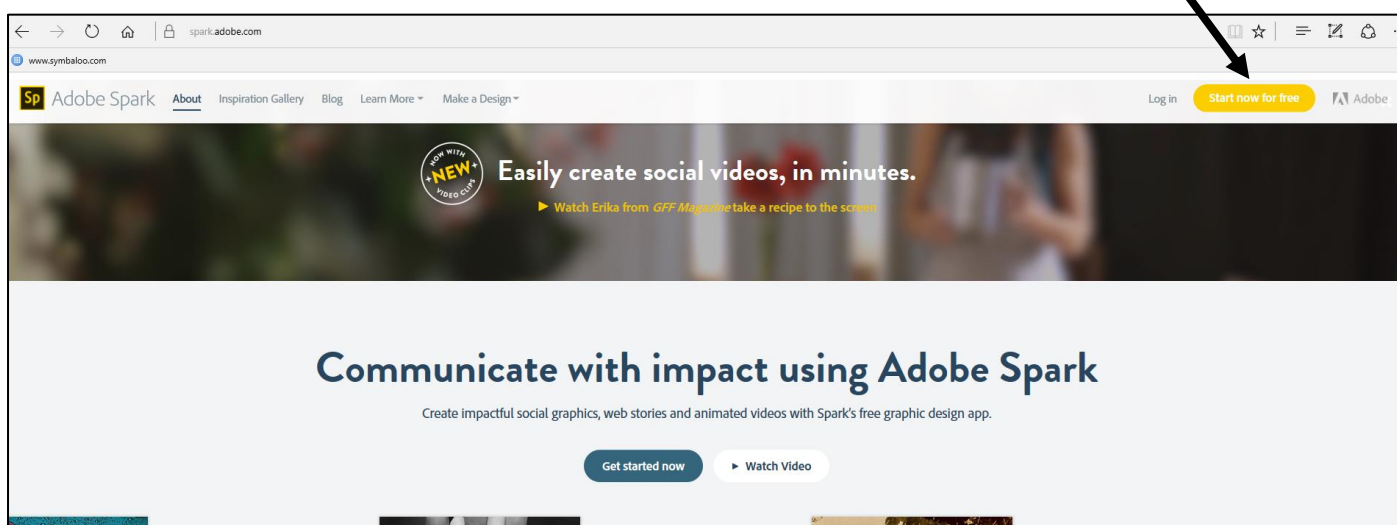 spark.adobe.com
www.symbaloo.com
Sp Adobe Spark About Inspiration Gallery Blog Learn More Make a Design Log in Start now for free Adobe
NOW WITH
NEW
VIDEO CLIPS
Easily create social videos, in minutes.
Watch Erika from GFF Magazine take a recipe to the screen
Communicate with impact using Adobe Spark
Create impactful social graphics, web stories and animated videos with Spark's free graphic design app.
Get started now Watch Video